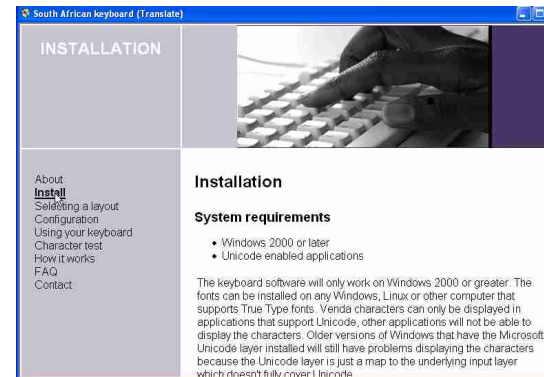 South African keyboard (Translate)
INSTALLATION
About
Install
Selecting a layout
Configuration
Using your keyboard
Character test
How it works
FAQ
Contact
Installation
System requirements
• Windows 2000 or later
• Unicode enabled applications
The keyboard software will only work on Windows 2000 or greater. The
fonts can be installed on any Windows, Linux or other computer that
supports True Type fonts. Venda characters can only be displayed in
applications that support Unicode, other applications will not be able to
display the characters. Older versions of Windows that have the Microsoft
Unicode layer installed will still have problems displaying the characters
because the Unicode layer is just a map to the underlying input layer
which doesn't fully cover Unicode